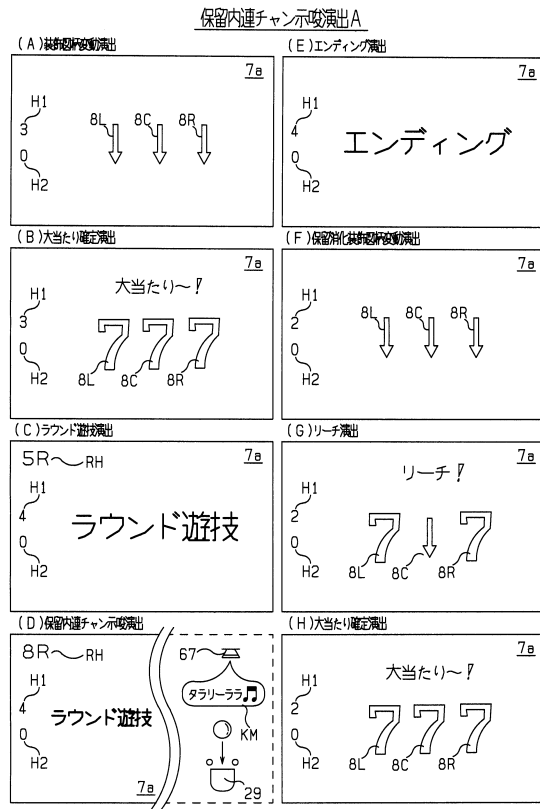 保留内連チャン示唆演出A
(A)装飾図柄変動演出
7a
H1
3
0
H2
8L 8C 8R
(B)大当たり確定演出
7a
H1
3
0
H2
大当たり〜!
7 7 7
8L 8C 8R
(C)ラウンド遊技演出
5R RH
7a
H1
4
0
H2
ラウンド遊技
(D)保留内連チャン示唆演出
8R RH
H1
4
0
H2
ラウンド遊技
7a
67
タラリーララ♫
KM
29
(E)エンディング演出
7a
H1
4
0
H2
エンディング
(F)保留消化装飾図柄変動演出
7a
H1
2
0
H2
8L 8C 8R
(G)リーチ演出
7a
H1
2
0
H2
リーチ!
7 7
8L 8C 8R
(H)大当たり確定演出
7a
H1
2
0
H2
大当たり〜!
7 7 7
8L 8C 8R